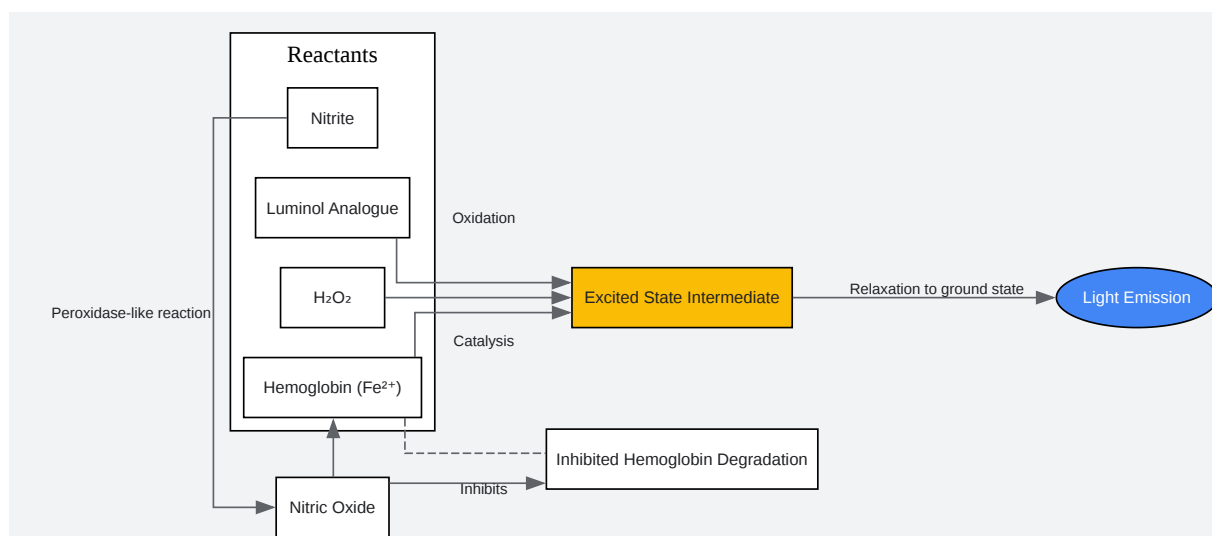 Reactants
Nitrite
Luminol Analogue
Oxidation
H₂O₂
Excited State Intermediate
Relaxation to ground state
Light Emission
Peroxidase-like reaction
Catalysis
Hemoglobin (Fe²⁺)
Inhibited Hemoglobin Degradation
Inhibits
Nitric Oxide